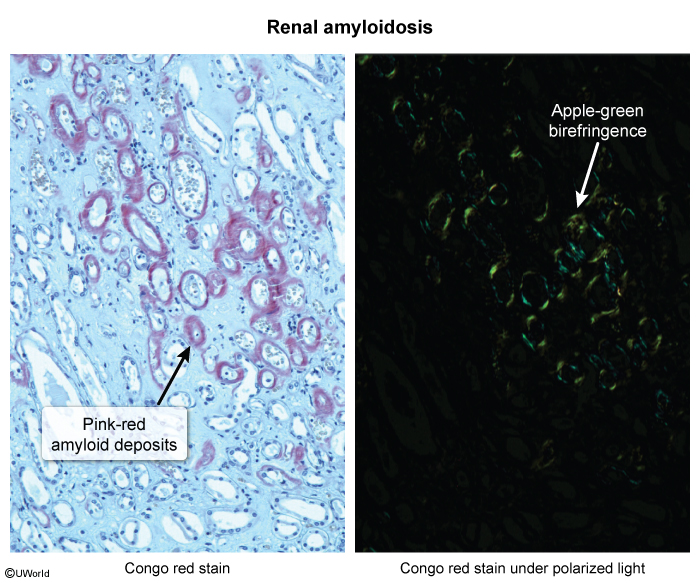 Renal amyloidosis
Apple-green
birefringence
Pink-red
amyloid deposits
Congo red stain
Congo red stain under polarized light
©UWorld